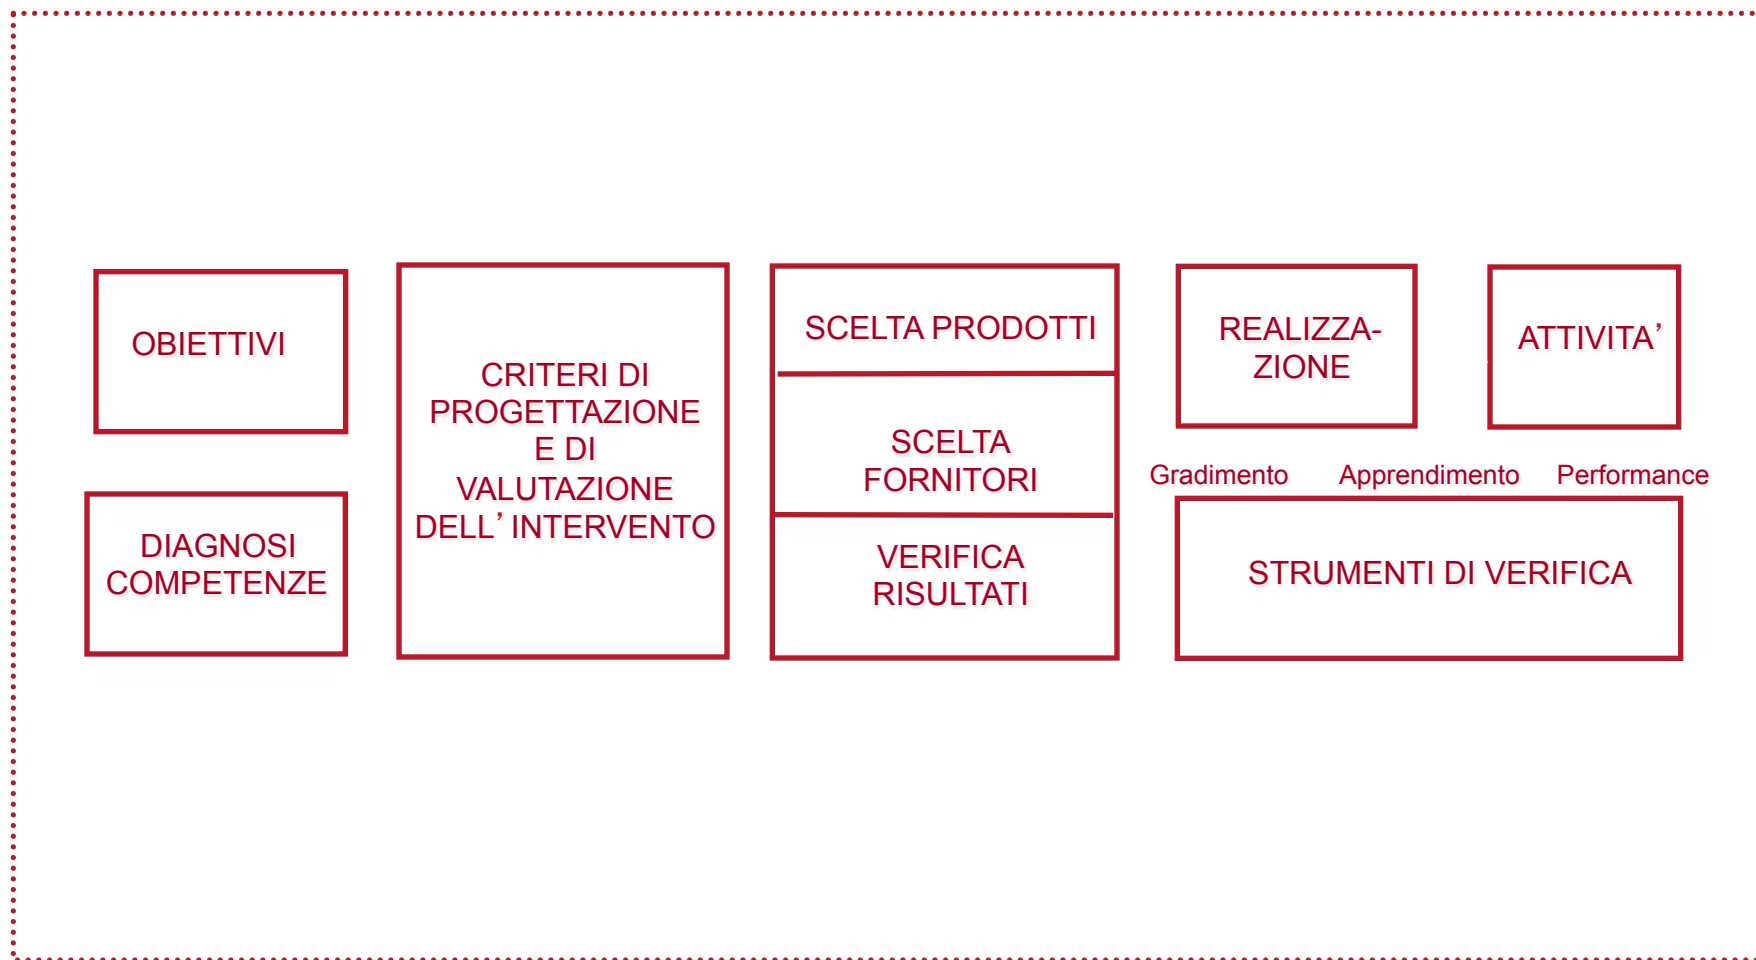 OBIETTIVI
DIAGNOSI
COMPETENZE
CRITERI DI
PROGETTAZIONE
E DI
VALUTAZIONE
DELL’INTERVENTO
SCELTA PRODOTTI
SCELTA
FORNITORI
VERIFICA
RISULTATI
REALIZZA-
ZIONE
ATTIVITA’
Gradimento Apprendimento Performance
STRUMENTI DI VERIFICA